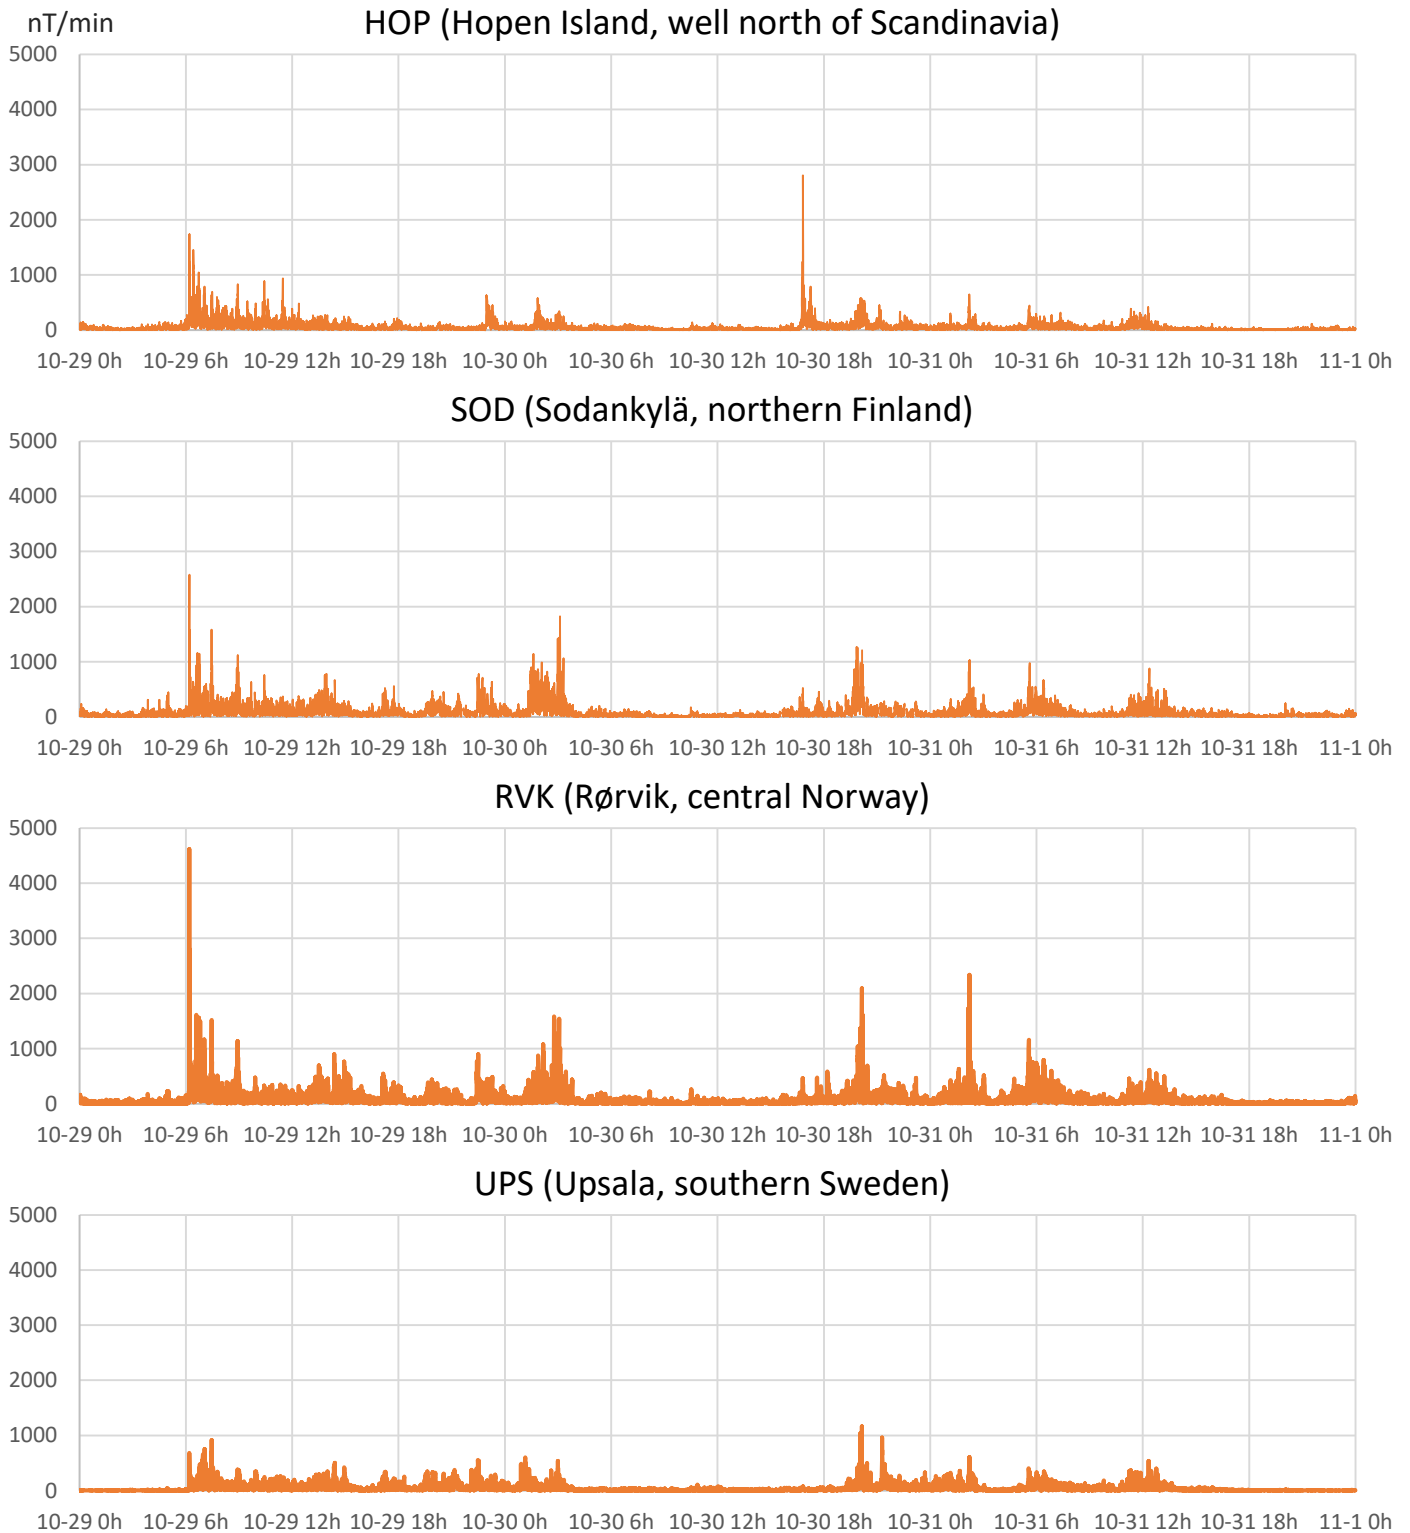 nT/min
HOP (Hopen Island, well north of Scandinavia)
5000
4000
3000
2000
1000
0
10-29 0h 10-29 6h 10-29 12h 10-29 18h 10-30 0h 10-30 6h 10-30 12h 10-30 18h 10-31 0h 10-31 6h 10-31 12h 10-31 18h 11-1 0h
SOD (Sodankylä, northern Finland)
5000
4000
3000
2000
1000
0
10-29 0h 10-29 6h 10-29 12h 10-29 18h 10-30 0h 10-30 6h 10-30 12h 10-30 18h 10-31 0h 10-31 6h 10-31 12h 10-31 18h 11-1 0h
RVK (Rørvik, central Norway)
5000
4000
3000
2000
1000
0
10-29 0h 10-29 6h 10-29 12h 10-29 18h 10-30 0h 10-30 6h 10-30 12h 10-30 18h 10-31 0h 10-31 6h 10-31 12h 10-31 18h 11-1 0h
UPS (Upsala, southern Sweden)
5000
4000
3000
2000
1000
0
10-29 0h 10-29 6h 10-29 12h 10-29 18h 10-30 0h 10-30 6h 10-30 12h 10-30 18h 10-31 0h 10-31 6h 10-31 12h 10-31 18h 11-1 0h